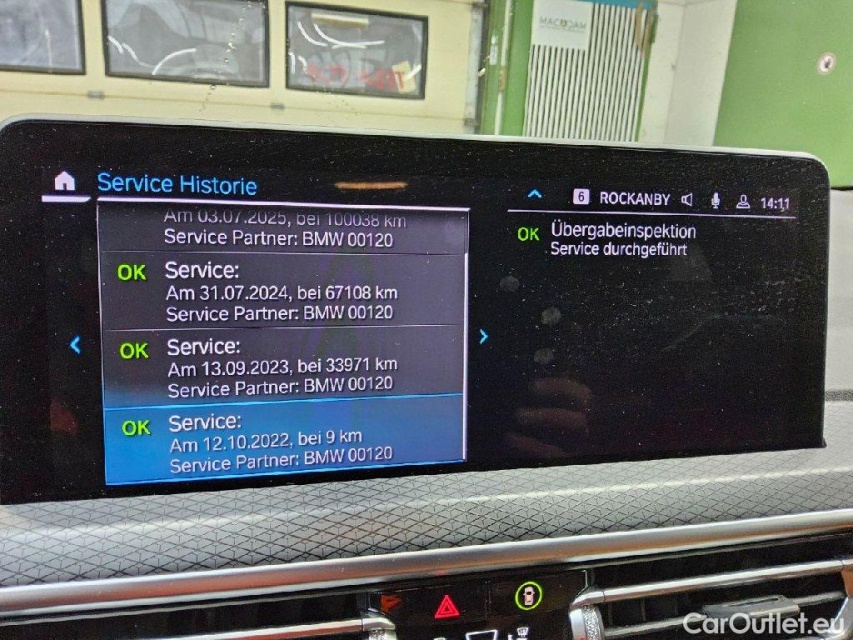 MACADAM
Service Historie
6 ROCKANBY 14:11
Am 03.07.2025, bei 100038 km
Service Partner: BMW 00120
OK Service:
Am 31.07.2024, bei 67108 km
Service Partner: BMW 00120
OK Service:
Am 13.09.2023, bei 33971 km
Service Partner: BMW 00120
OK Service:
Am 12.10.2022, bei 9 km
Service Partner: BMW 00120
OK Übergabeinspektion
Service durchgeführt
CarOutlet.eu